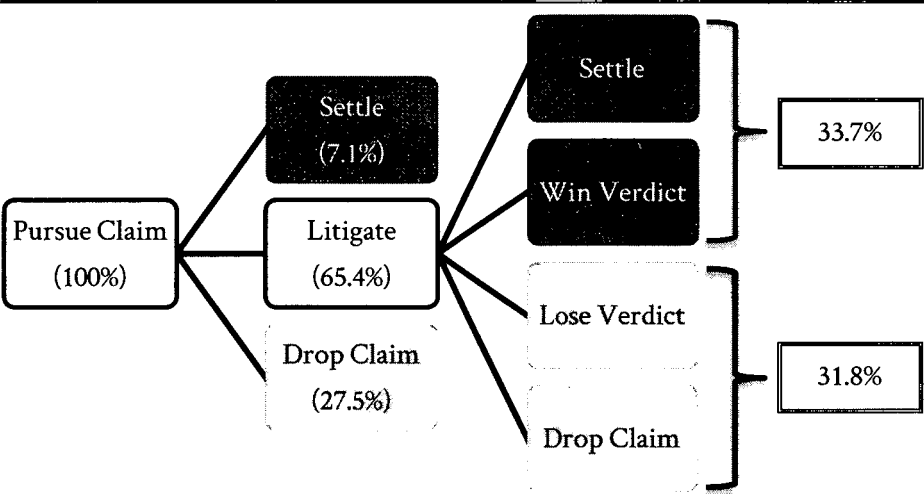 Pursue Claim
(100%)
Settle
(7.1%)
Litigate
(65.4%)
Drop Claim
(27.5%)
Settle
Win Verdict
Lose Verdict
Drop Claim
33.7%
31.8%